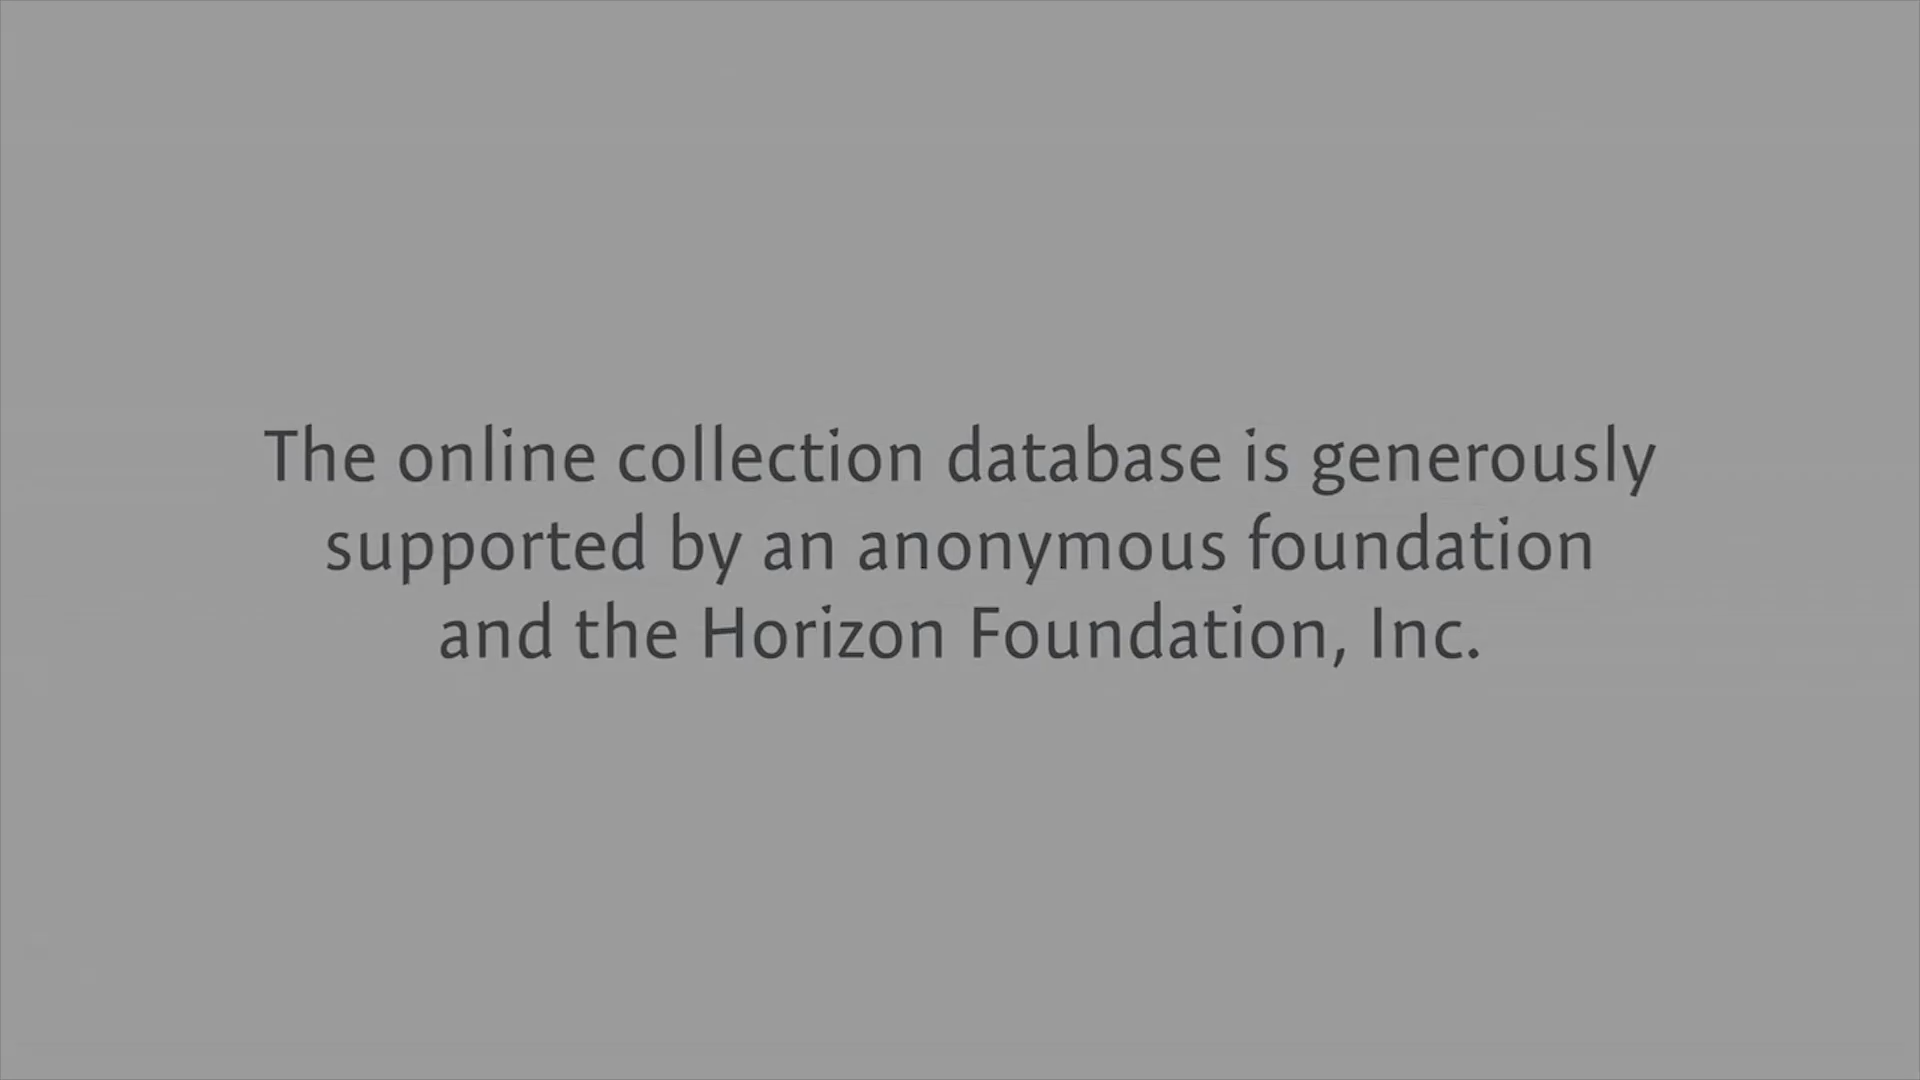 The online collection database is generously
supported by an anonymous foundation
and the Horizon Foundation, Inc.